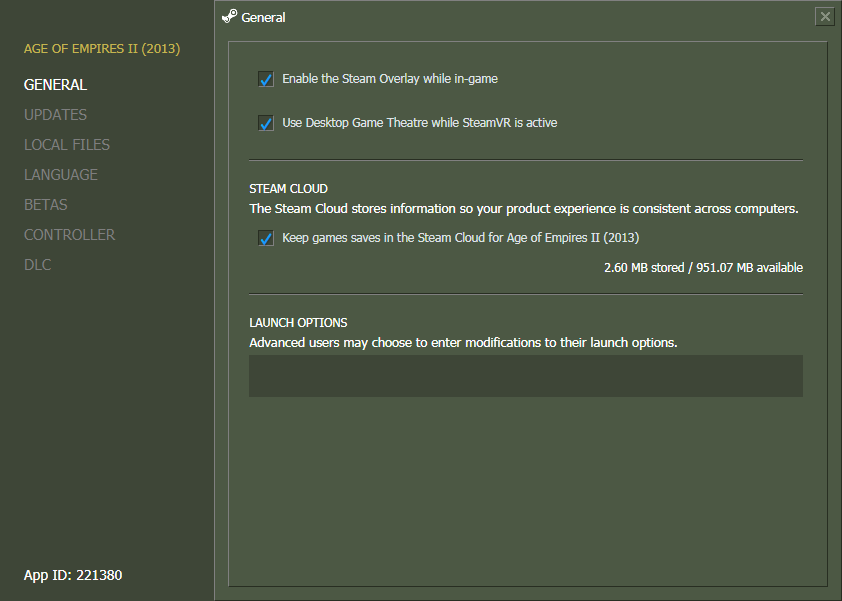 General
AGE OF EMPIRES II (2013)
GENERAL
UPDATES
LOCAL FILES
LANGUAGE
BETAS
CONTROLLER
DLC
App ID: 221380
Enable the Steam Overlay while in-game
Use Desktop Game Theatre while SteamVR is active
STEAM CLOUD
The Steam Cloud stores information so your product experience is consistent across computers.
Keep games saves in the Steam Cloud for Age of Empires II (2013)
2.60 MB stored / 951.07 MB available
LAUNCH OPTIONS
Advanced users may choose to enter modifications to their launch options.